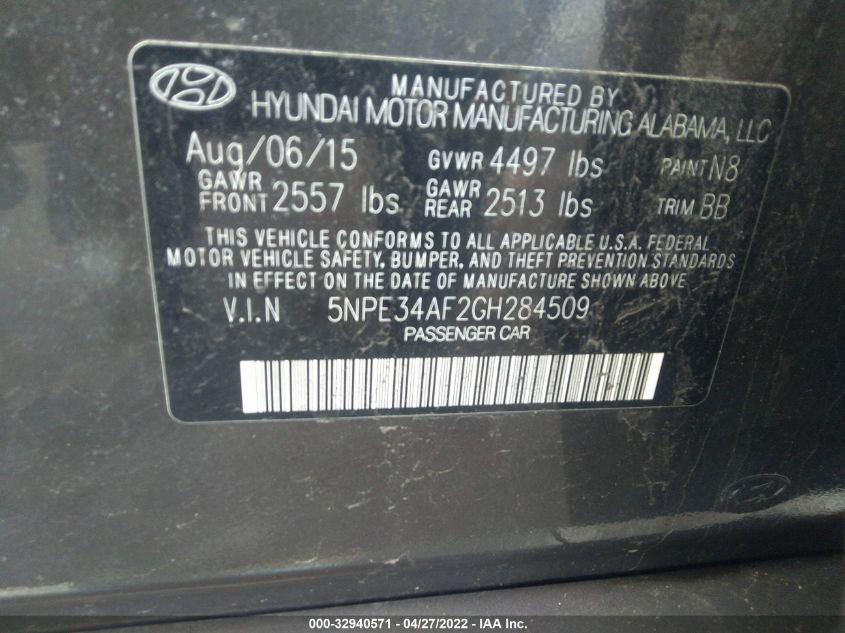 MANUFACTURED BY
HYUNDAI MOTOR MANUFACTURING ALABAMA, LLC
Aug/06/15 GVWR 4497 lbs PAINT N8
GAWR FRONT 2557 lbs GAWR REAR 2513 lbs TRIM BB
THIS VEHICLE CONFORMS TO ALL APPLICABLE U.S.A. FEDERAL
MOTOR VEHICLE SAFETY, BUMPER, AND THEFT PREVENTION STANDARDS
IN EFFECT ON THE DATE OF MANUFACTURE SHOWN ABOVE
V.I.N 5NPE34AF2GH284509
PASSENGER CAR
000-32940571 - 04/27/2022 - IAA Inc.